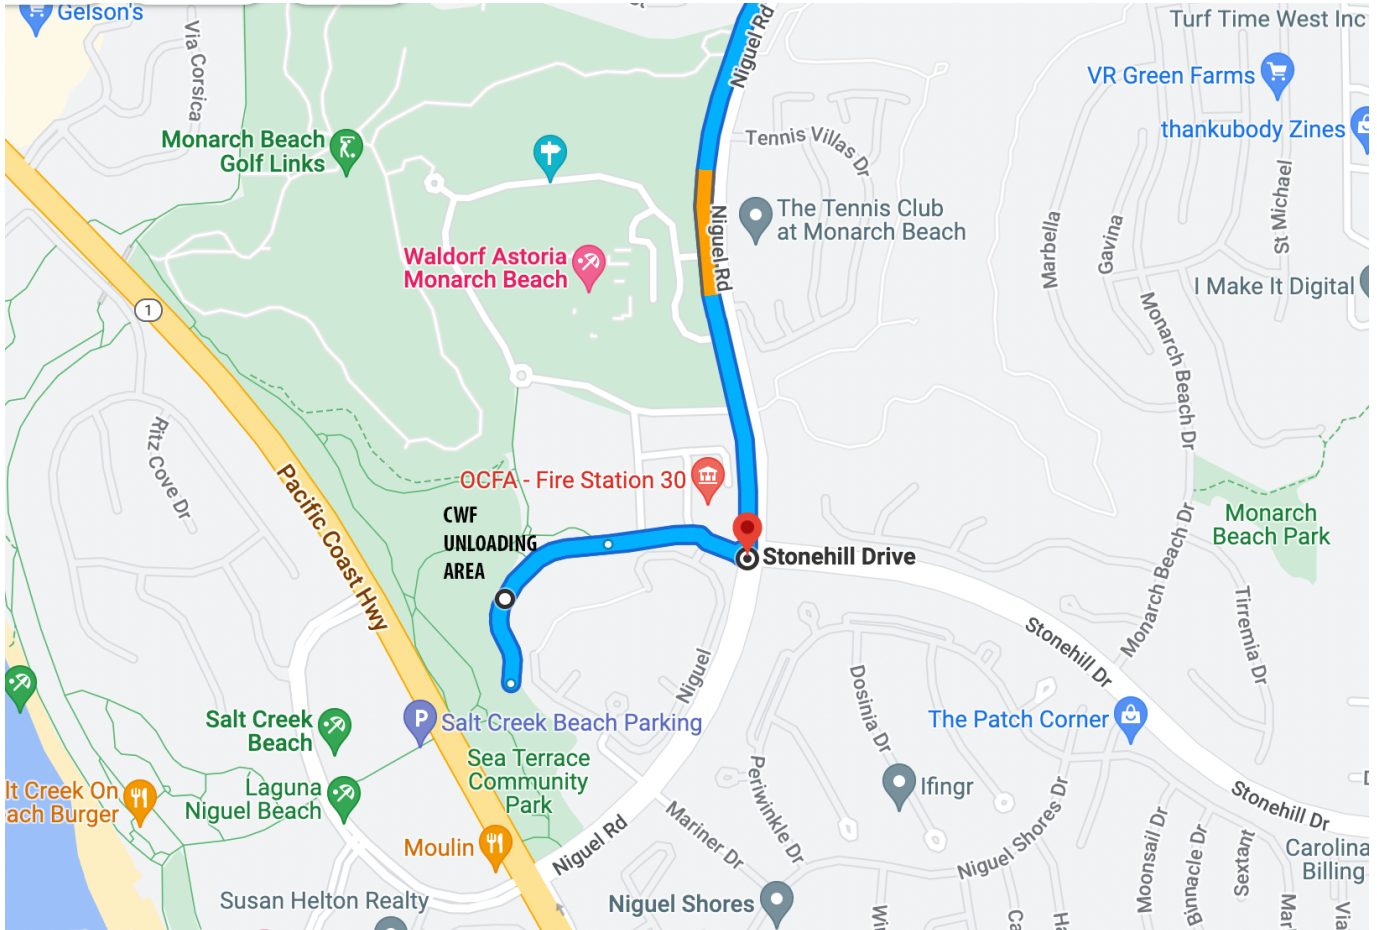 Gelson's
Via Corsica
Niguel Rd
Turf Time West Inc
VR Green Farms
thankubody Zines
Monarch Beach
Golf Links
Tennis Villas Dr
The Tennis Club
at Monarch Beach
Niguel Rd
Marbella
Gavina
St Michael
Waldorf Astoria
Monarch Beach
I Make It Digital
1
Monarch Beach Dr
Ritz Cove Dr
Pacific Coast Hwy
OCFA - Fire Station 30
CWF
UNLOADING
AREA
Stonehill Drive
Monarch
Beach Park
Monarch Beach Dr
Tirremia Dr
Stonehill Dr
Niguel
Dosinia Dr
P
Salt Creek Beach Parking
Salt Creek
Beach
The Patch Corner
Sea Terrace
Community
Park
Laguna
Niguel Beach
lt Creek On
ach Burger
Periwinkle Dr
Ifingr
Stonehill Dr
Moulin
Niguel Rd
Mariner Dr
Niguel Shores Dr
Moonsail Dr
Binnacle Dr
Sextant
Carolina
Billing
Susan Helton Realty
Niguel Shores
Wi
Ca
Ha
Mar
Via